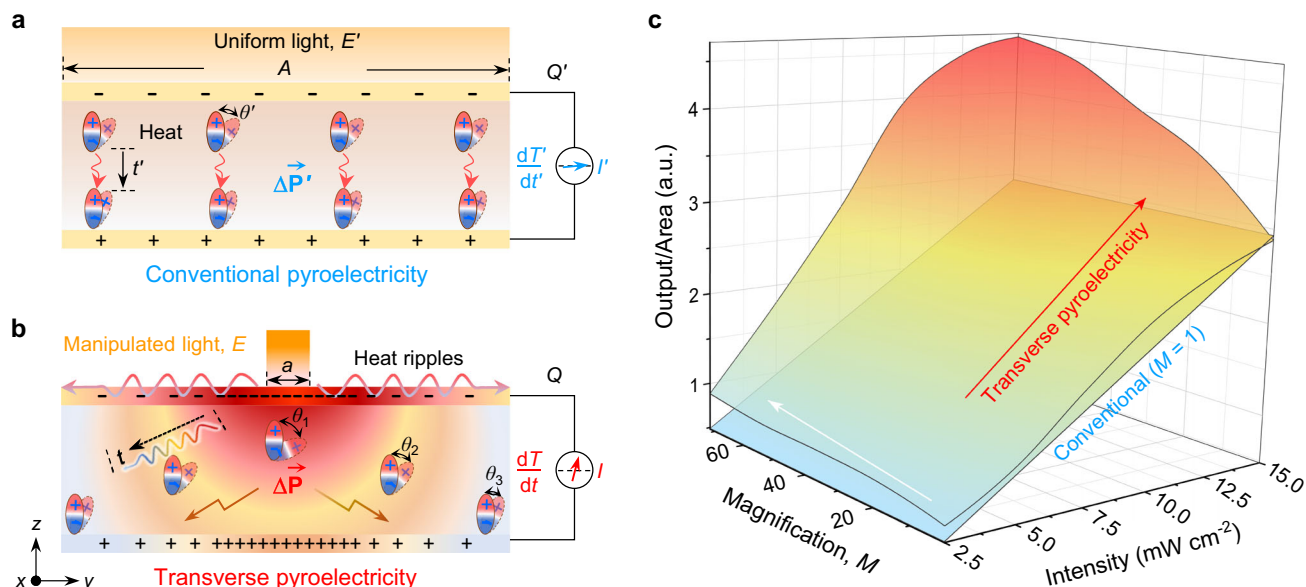 a
Uniform light, E′
A
Q′
- - - - - - - -
θ′
Heat
t′
ΔP′
dT′
dt′
I′
+ + + + + + + +
Conventional pyroelectricity
b
Manipulated light, E
Heat ripples
a
Q
θ1
t
θ2
ΔP
θ3
dT
dt
I
Transverse pyroelectricity
z
x
y
c
Output/Area (a.u.)
4
3
2
1
Transverse pyroelectricity
Conventional (M = 1)
60
40
20
Magnification, M
2.5
5.0
7.5
10.0
12.5
15.0
Intensity (mW cm-2)